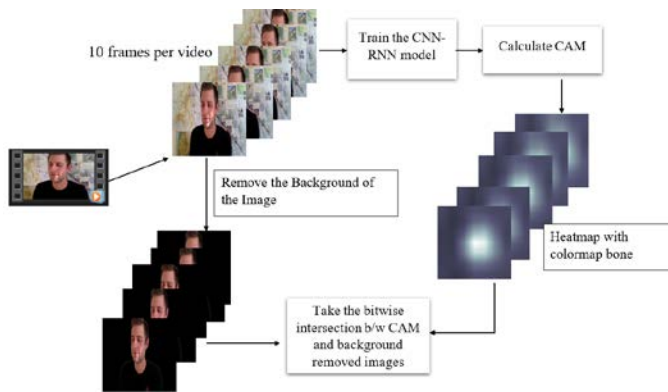 10 frames per video
Train the CNN-
RNN model
Calculate CAM
Remove the Background of
the Image
Heatmap with
colormap bone
Take the bitwise
intersection b/w CAM
and background
removed images